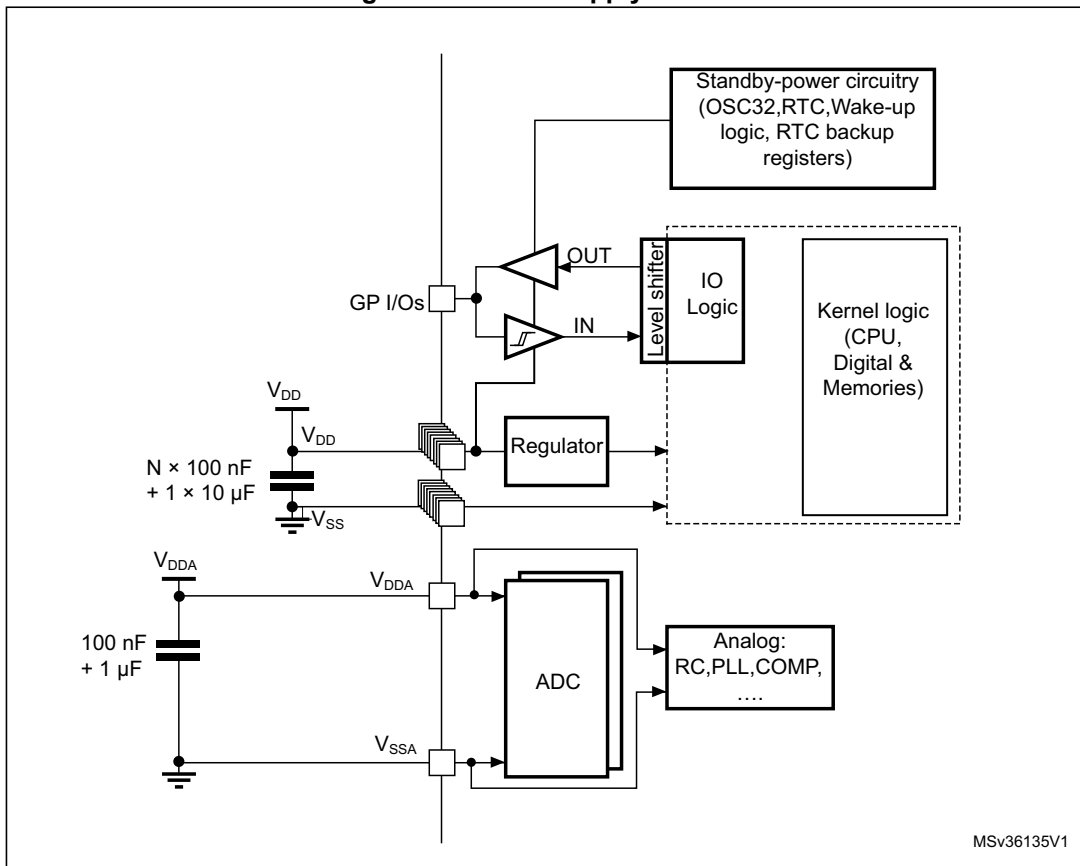 Standby-power circuitry
(OSC32,RTC,Wake-up
logic, RTC backup
registers)
OUT
GP I/Os
IN
Level shifter
IO
Logic
Kernel logic
(CPU,
Digital &
Memories)
VDD
VDD
Regulator
N × 100 nF
+ 1 × 10 µF
VSS
VDDA
VDDA
100 nF
+ 1 µF
ADC
Analog:
RC,PLL,COMP,
....
VSSA
MSv36135V1